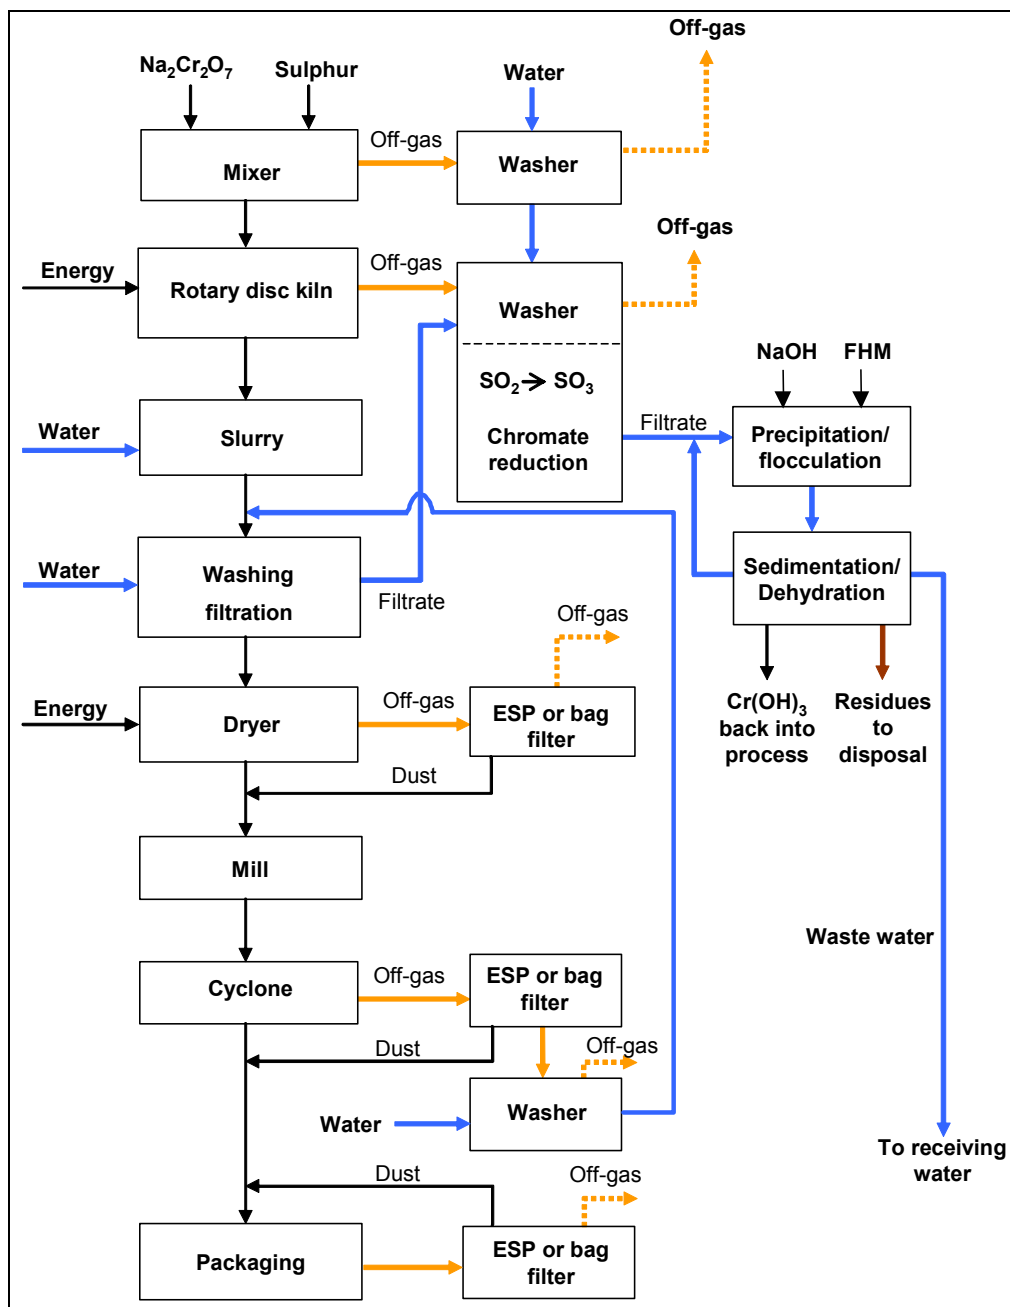 Off-gas
Na₂Cr₂O₇
Sulphur
Water
Off-gas
Mixer
Washer
Off-gas
Energy
Off-gas
Rotary disc kiln
Washer
SO₂ → SO₃
Chromate
reduction
NaOH
FHM
Filtrate
Precipitation/
flocculation
Water
Slurry
Water
Washing
filtration
Filtrate
Sedimentation/
Dehydration
Off-gas
Energy
Dryer
Off-gas
ESP or bag
filter
Dust
Cr(OH)₃
back into
process
Residues
to
disposal
Mill
Waste water
Cyclone
Off-gas
ESP or bag
filter
Dust
Off-gas
Water
Washer
To receiving
water
Dust
Off-gas
Packaging
ESP or bag
filter